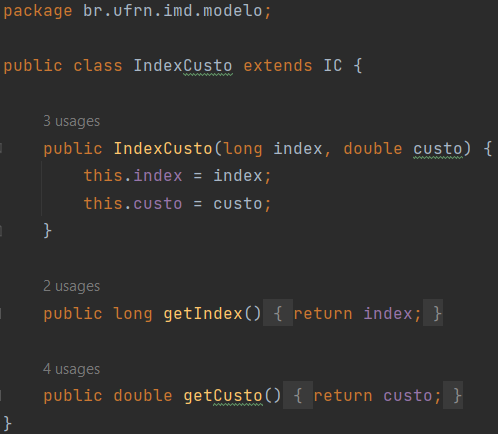 package br.ufrn.imd.modelo;
public class IndexCusto extends IC {
3 usages
public IndexCusto(long index, double custo) {
this.index = index;
this.custo = custo;
}
2 usages
public long getIndex() { return index; }
4 usages
public double getCusto() { return custo; }
}